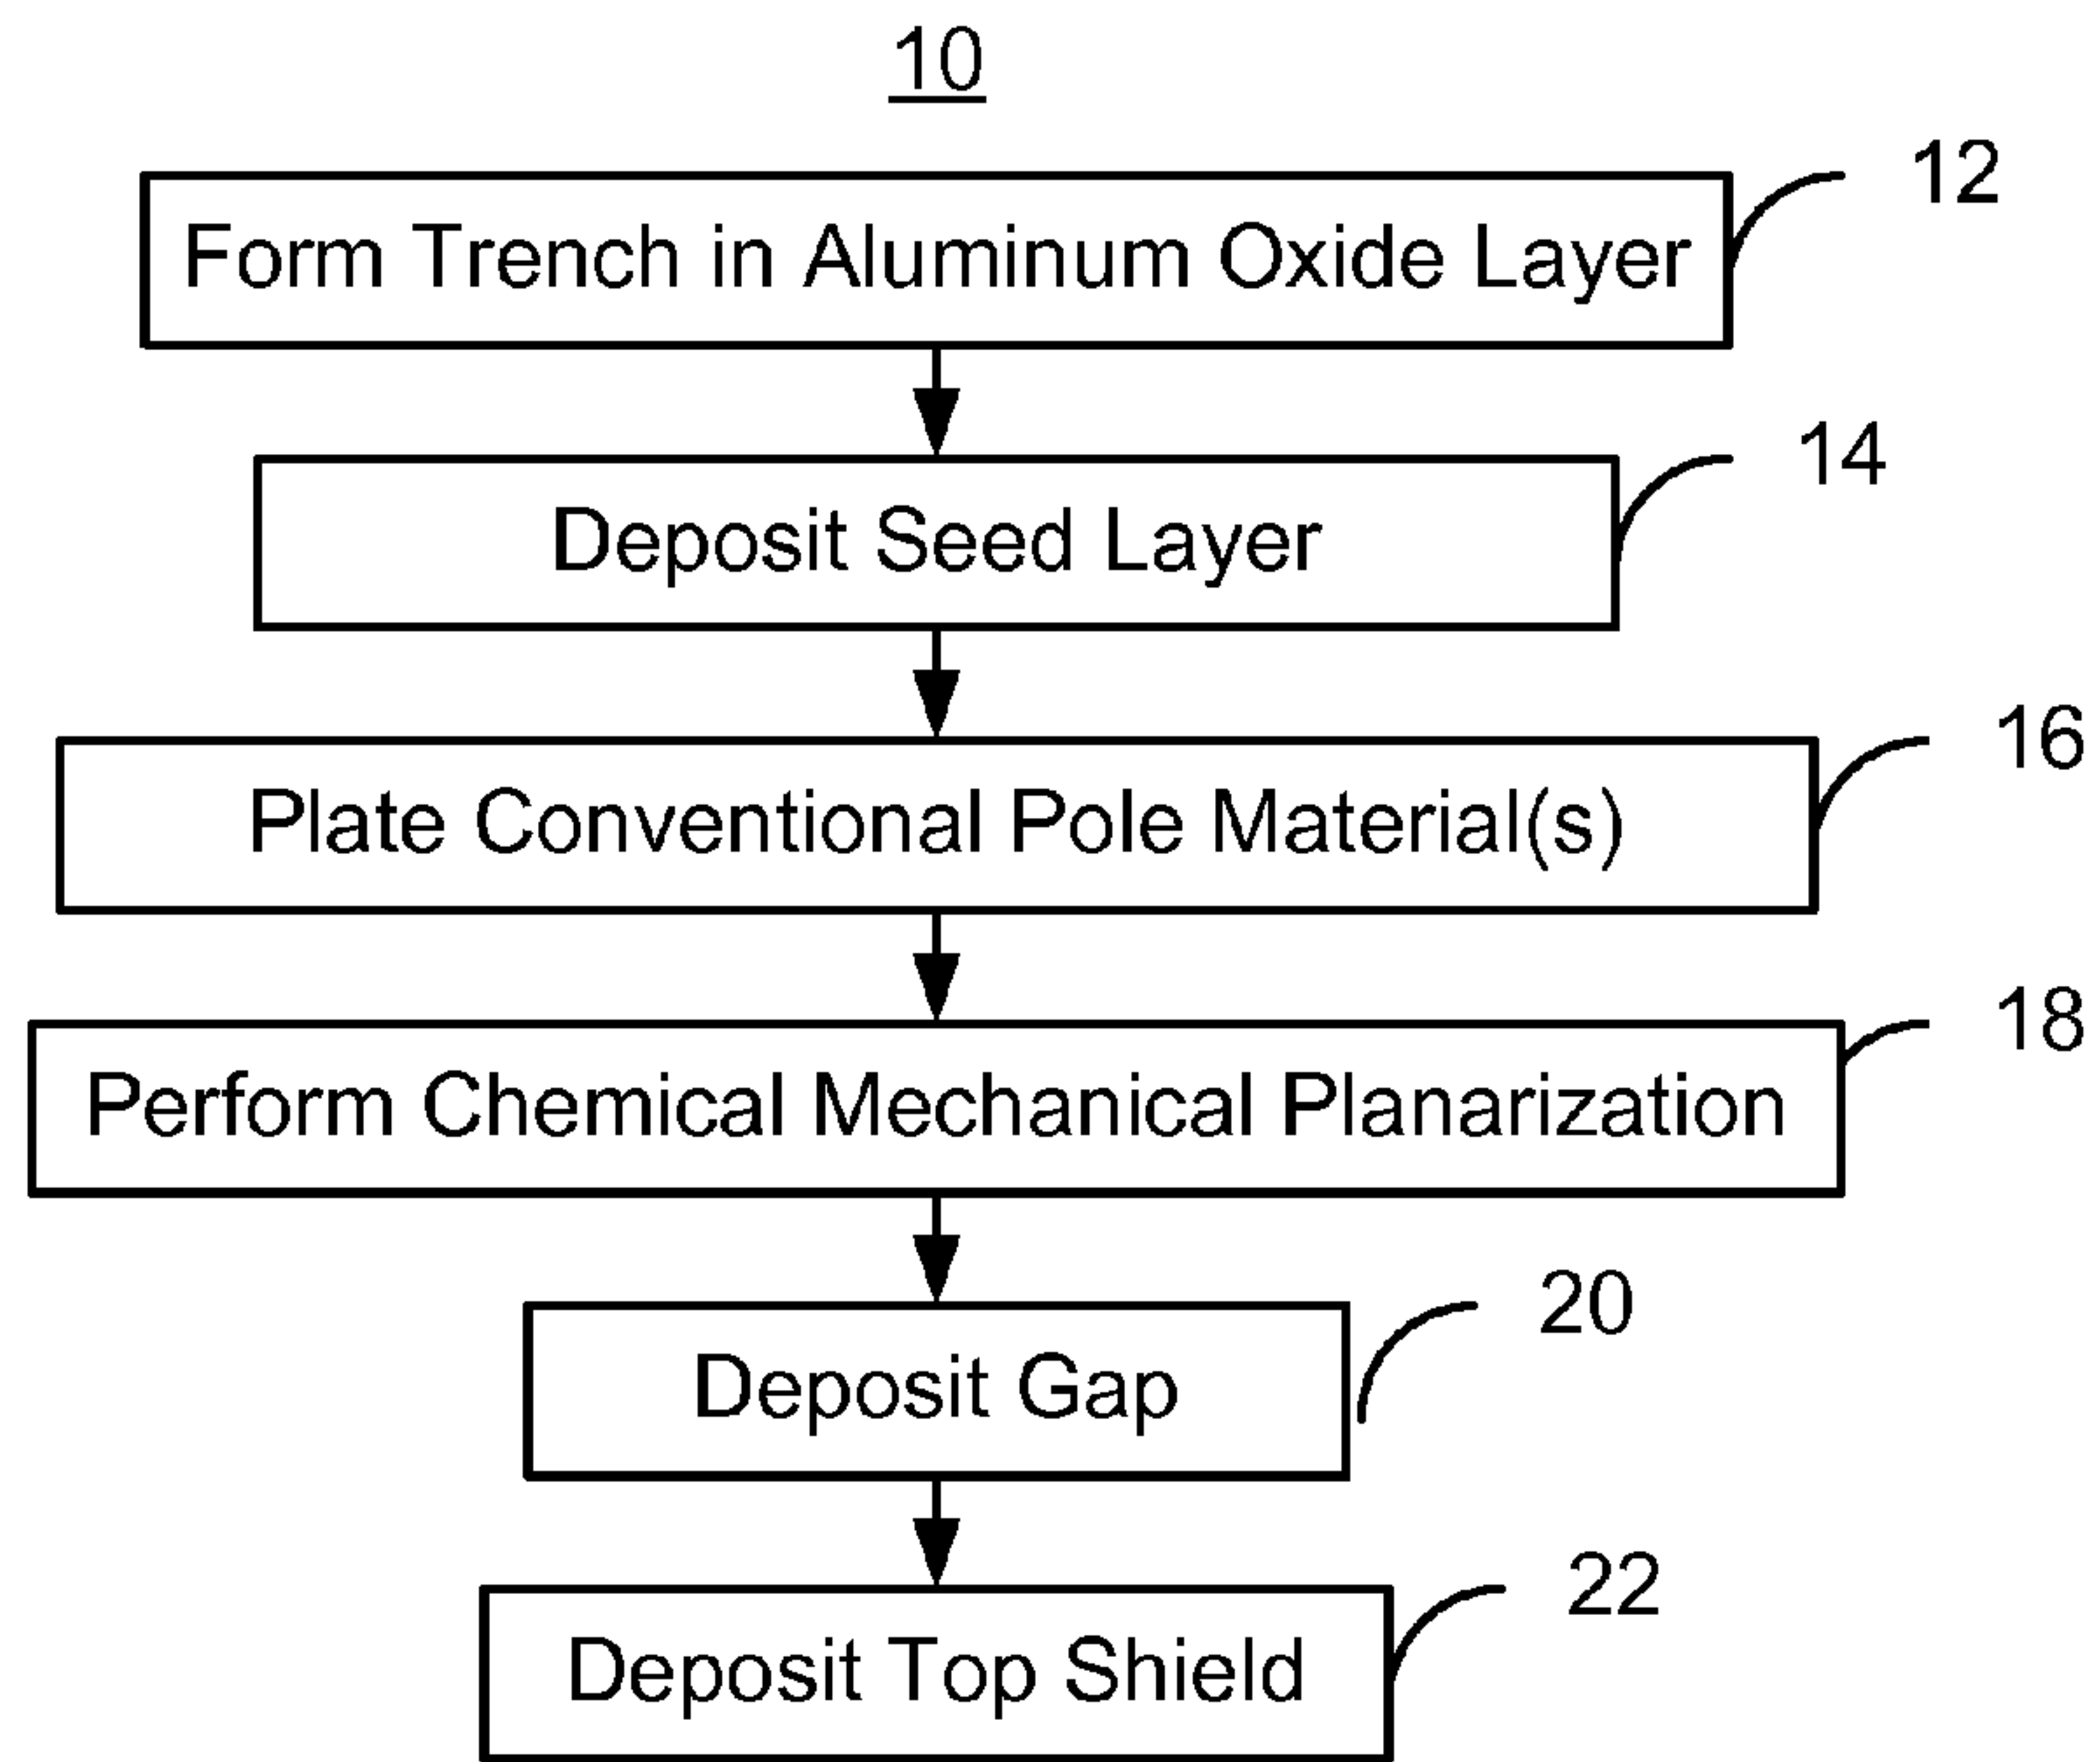 10
12
Form Trench in Aluminum Oxide Layer
14
Deposit Seed Layer
16
Plate Conventional Pole Material(s)
18
Perform Chemical Mechanical Planarization
20
Deposit Gap
22
Deposit Top Shield